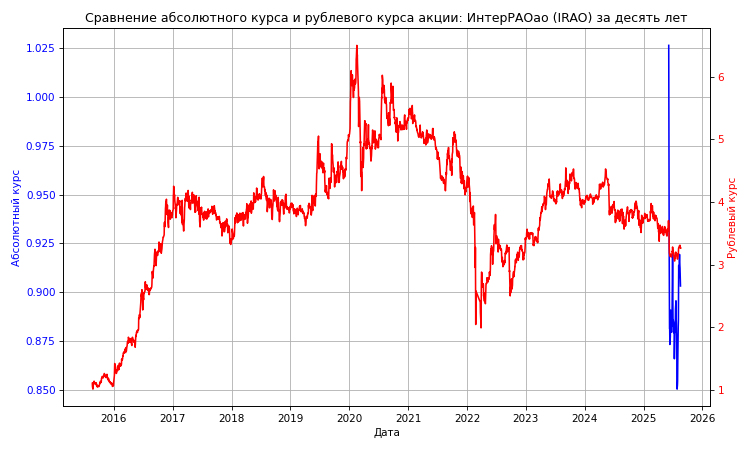 Сравнение абсолютного курса и рублевого курса акции: ИнтерРАОао (IRAO) за десять лет
Абсолютный курс
1.025
1.000
0.975
0.950
0.925
0.900
0.875
0.850
6
5
4
3
2
1
Рублевый курс
2016 2017 2018 2019 2020 2021 2022 2023 2024 2025 2026
Дата